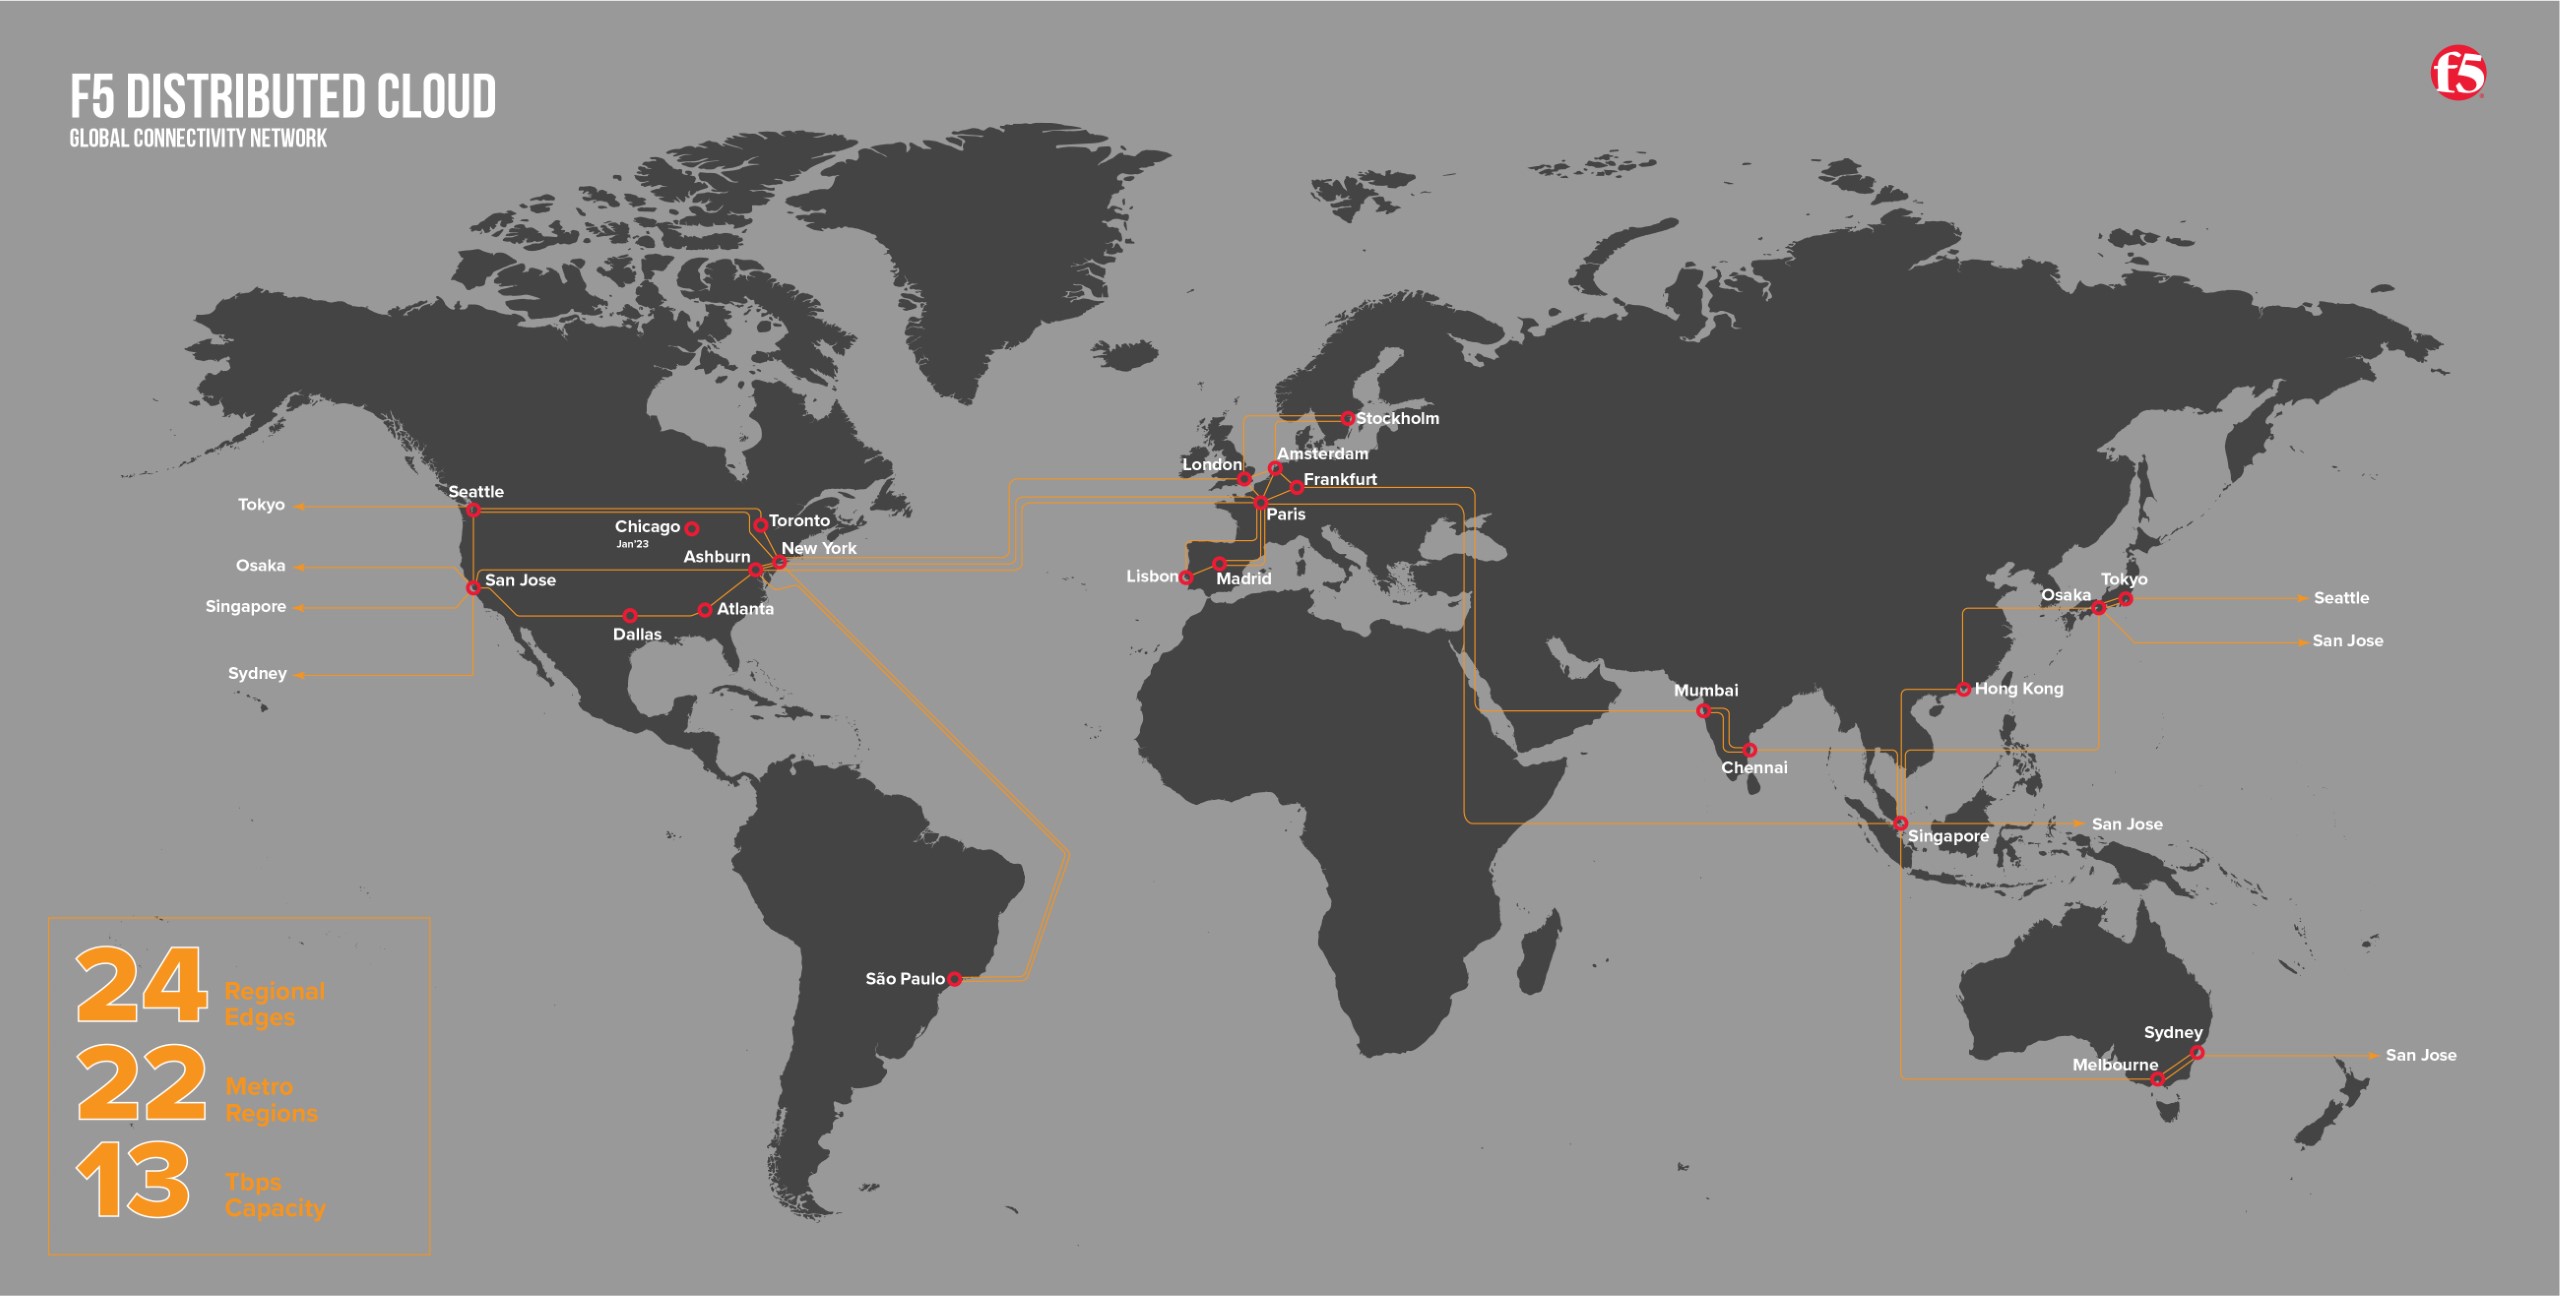 F5 DISTRIBUTED CLOUD
GLOBAL CONNECTIVITY NETWORK
f5
Stockholm
Amsterdam
London
Frankfurt
Paris
Lisbon
Madrid
Seattle
Tokyo
Chicago
Jan'23
Toronto
New York
Ashburn
Osaka
San Jose
Singapore
Atlanta
Dallas
Sydney
Tokyo
Osaka
Seattle
San Jose
Hong Kong
Mumbai
Chennai
San Jose
Singapore
São Paulo
Sydney
Melbourne
San Jose
24 Regional
Edges
22 Metro
Regions
13 Tbps
Capacity